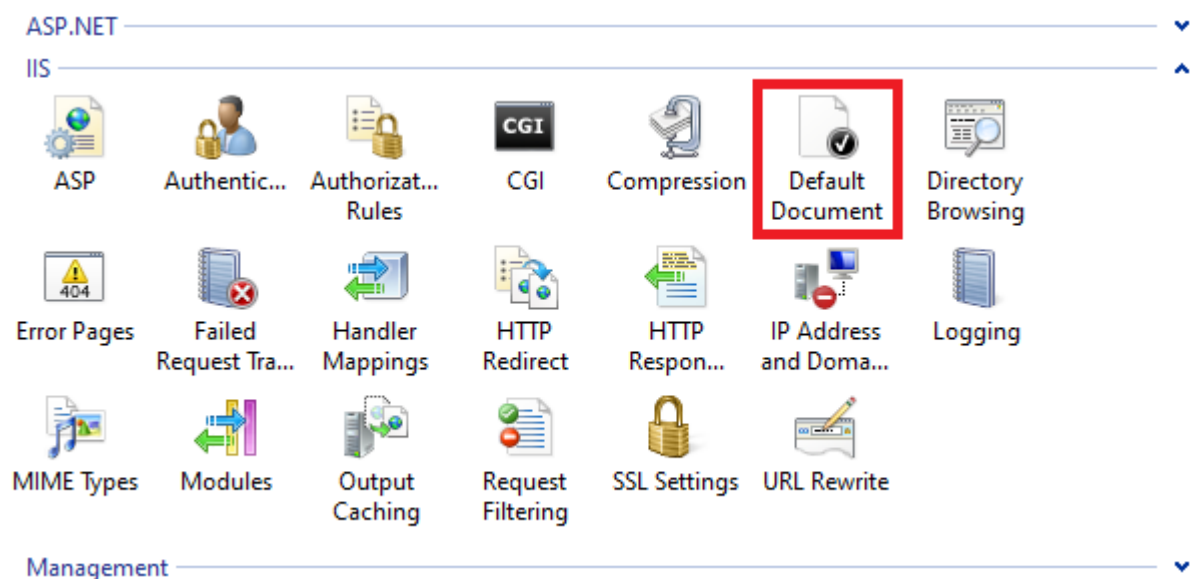 ASP.NET
IIS
ASP
Authentic...
Authorizat...
Rules
CGI
CGI
Compression
Default
Document
Directory
Browsing
404
Error Pages
Failed
Request Tra...
Handler
Mappings
HTTP
Redirect
HTTP
Respon...
IP Address
and Doma...
Logging
MIME Types
Modules
Output
Caching
Request
Filtering
SSL Settings
URL Rewrite
Management